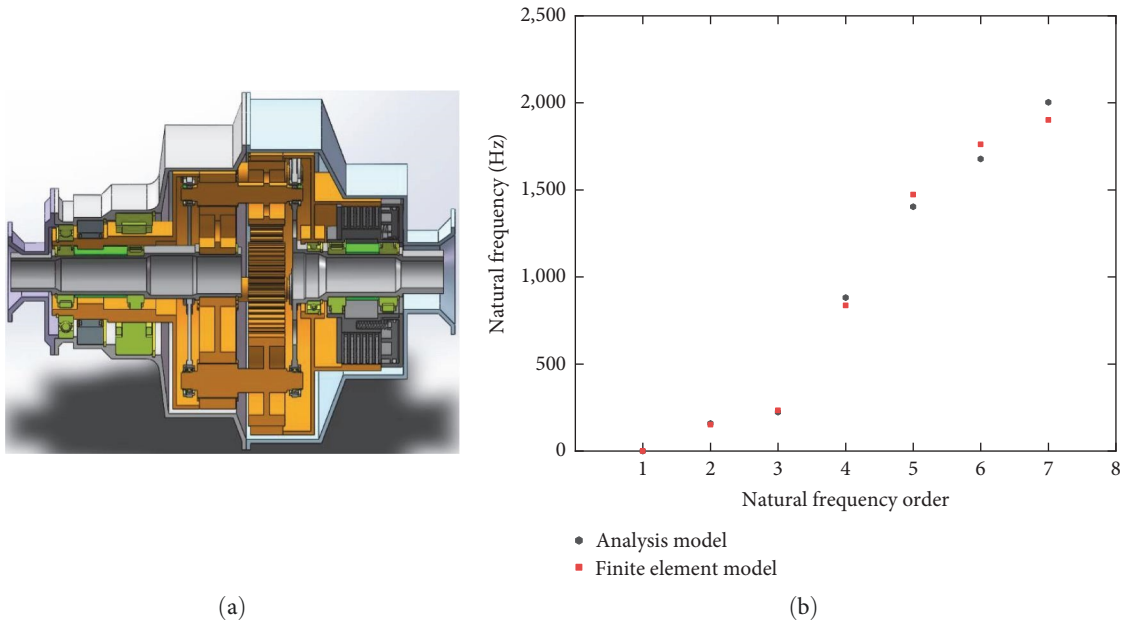 2,500
2,000
1,500
1,000
500
0
Natural frequency (Hz)
1 2 3 4 5 6 7 8
Natural frequency order
Analysis model
Finite element model
(a) (b)